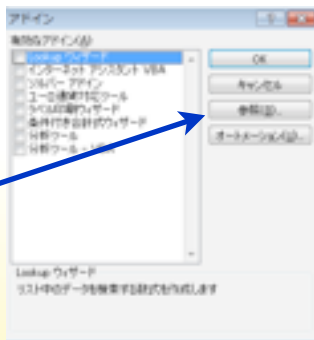 アドイン
有効なアドイン(A):
Lookup ウィザード
インターネット アシスタント VBA
ソルバー アドイン
ユーロ通貨対応ツール
ラベル印刷ウィザード
条件付き合計式ウィザード
分析ツール
分析ツール - VBA
OK
キャンセル
参照(B)...
オートメーション(U)...
Lookup ウィザード
リスト中のデータを検索する数式を作成します